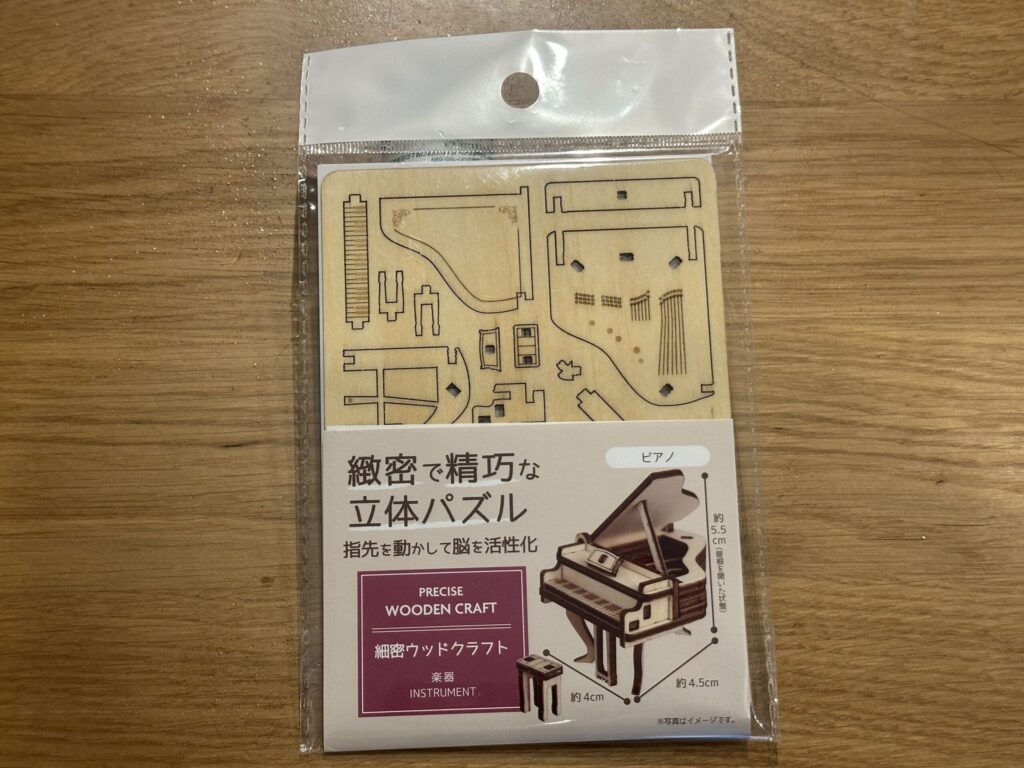 緻密で精巧な
立体パズル
指先を動かして脳を活性化
PRECISE
WOODEN CRAFT
細密ウッドクラフト
楽器
INSTRUMENT
ピアノ
約5.5cm(屋根を開いた状態)
約4cm
約4.5cm
※写真はイメージです。